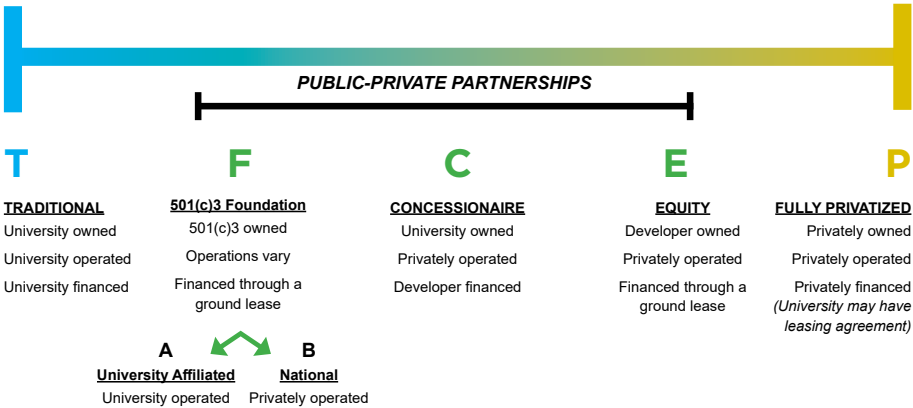 PUBLIC-PRIVATE PARTNERSHIPS
T
TRADITIONAL
University owned
University operated
University financed
F
501(c)3 Foundation
501(c)3 owned
Operations vary
Financed through a
ground lease
A
University Affiliated
University operated
B
National
Privately operated
C
CONCESSIONAIRE
University owned
Privately operated
Developer financed
E
EQUITY
Developer owned
Privately operated
Financed through a
ground lease
P
FULLY PRIVATIZED
Privately owned
Privately operated
Privately financed
(University may have
leasing agreement)